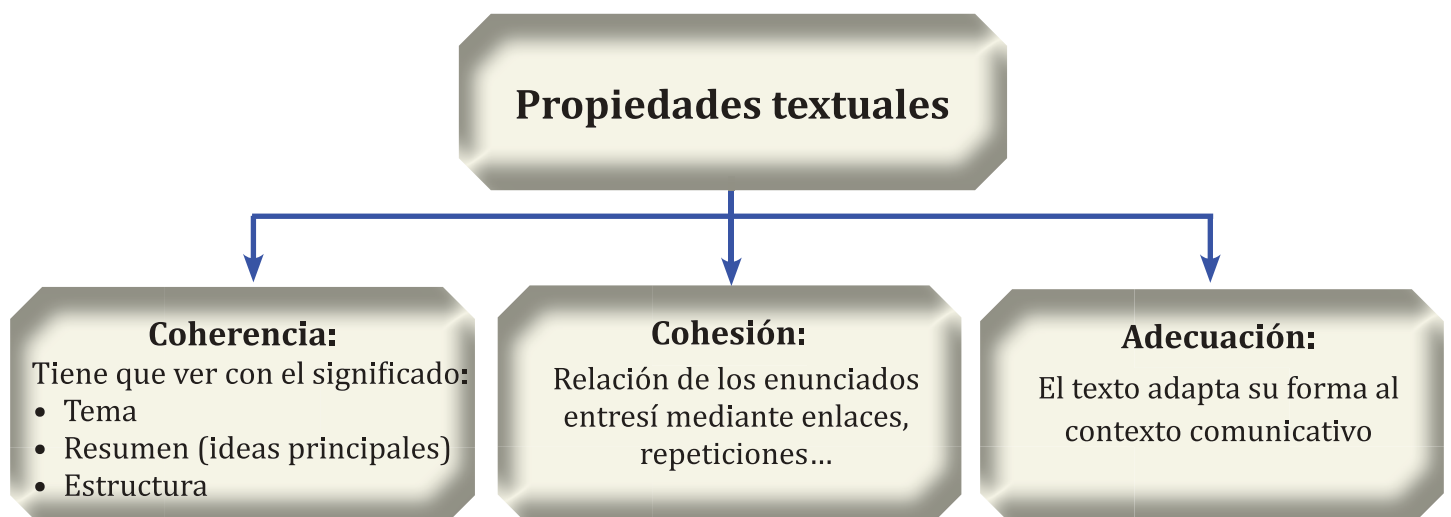 Propiedades textuales
Coherencia:
Tiene que ver con el significado:
• Tema
• Resumen (ideas principales)
• Estructura
Cohesión:
Relación de los enunciados
entresí mediante enlaces,
repeticiones…
Adecuación:
El texto adapta su forma al
contexto comunicativo